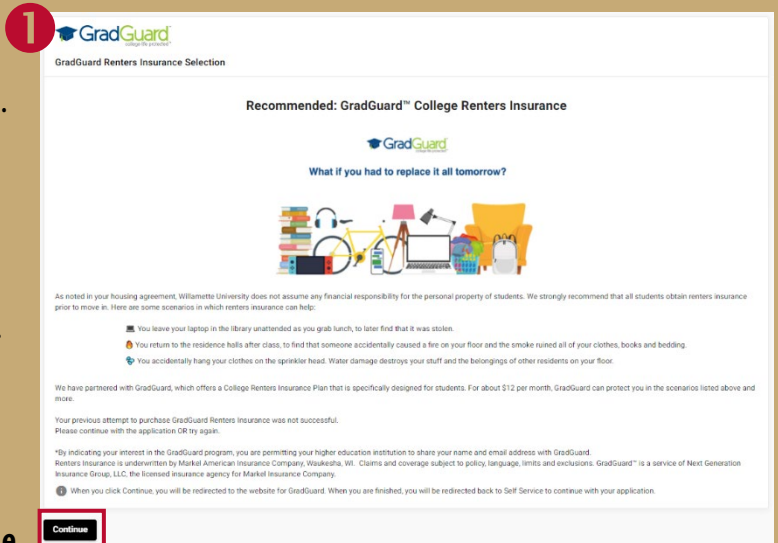 1
GradGuard
college life protected
GradGuard Renters Insurance Selection
Recommended: GradGuard™ College Renters Insurance
GradGuard
What if you had to replace it all tomorrow?
As noted in your housing agreement, Willamette University does not assume any financial responsibility for the personal property of students. We strongly recommend that all students obtain renters insurance
prior to move in. Here are some scenarios in which renters insurance can help:
You leave your laptop in the library unattended as you grab lunch, to later find that it was stolen.
You return to the residence halls after class, to find that someone accidentally caused a fire on your floor and the smoke ruined all of your clothes, books and bedding.
You accidentally hang your clothes on the sprinkler head. Water damage destroys your stuff and the belongings of other residents on your floor.
We have partnered with GradGuard, which offers a College Renters Insurance Plan that is specifically designed for students. For about $12 per month, GradGuard can protect you in the scenarios listed above and
more.
Your previous attempt to purchase GradGuard Renters Insurance was not successful.
Please continue with the application OR try again.
*By indicating your interest in the GradGuard program, you are permitting your higher education institution to share your name and email address with GradGuard.
Renters Insurance is underwritten by Markel American Insurance Company, Waukesha, WI. Claims and coverage subject to policy, language, limits and exclusions. GradGuard™ is a service of Next Generation
Insurance Group, LLC, the licensed insurance agency for Markel Insurance Company.
When you click Continue, you will be redirected to the website for GradGuard. When you are finished, you will be redirected back to Self Service to continue with your application.
Continue